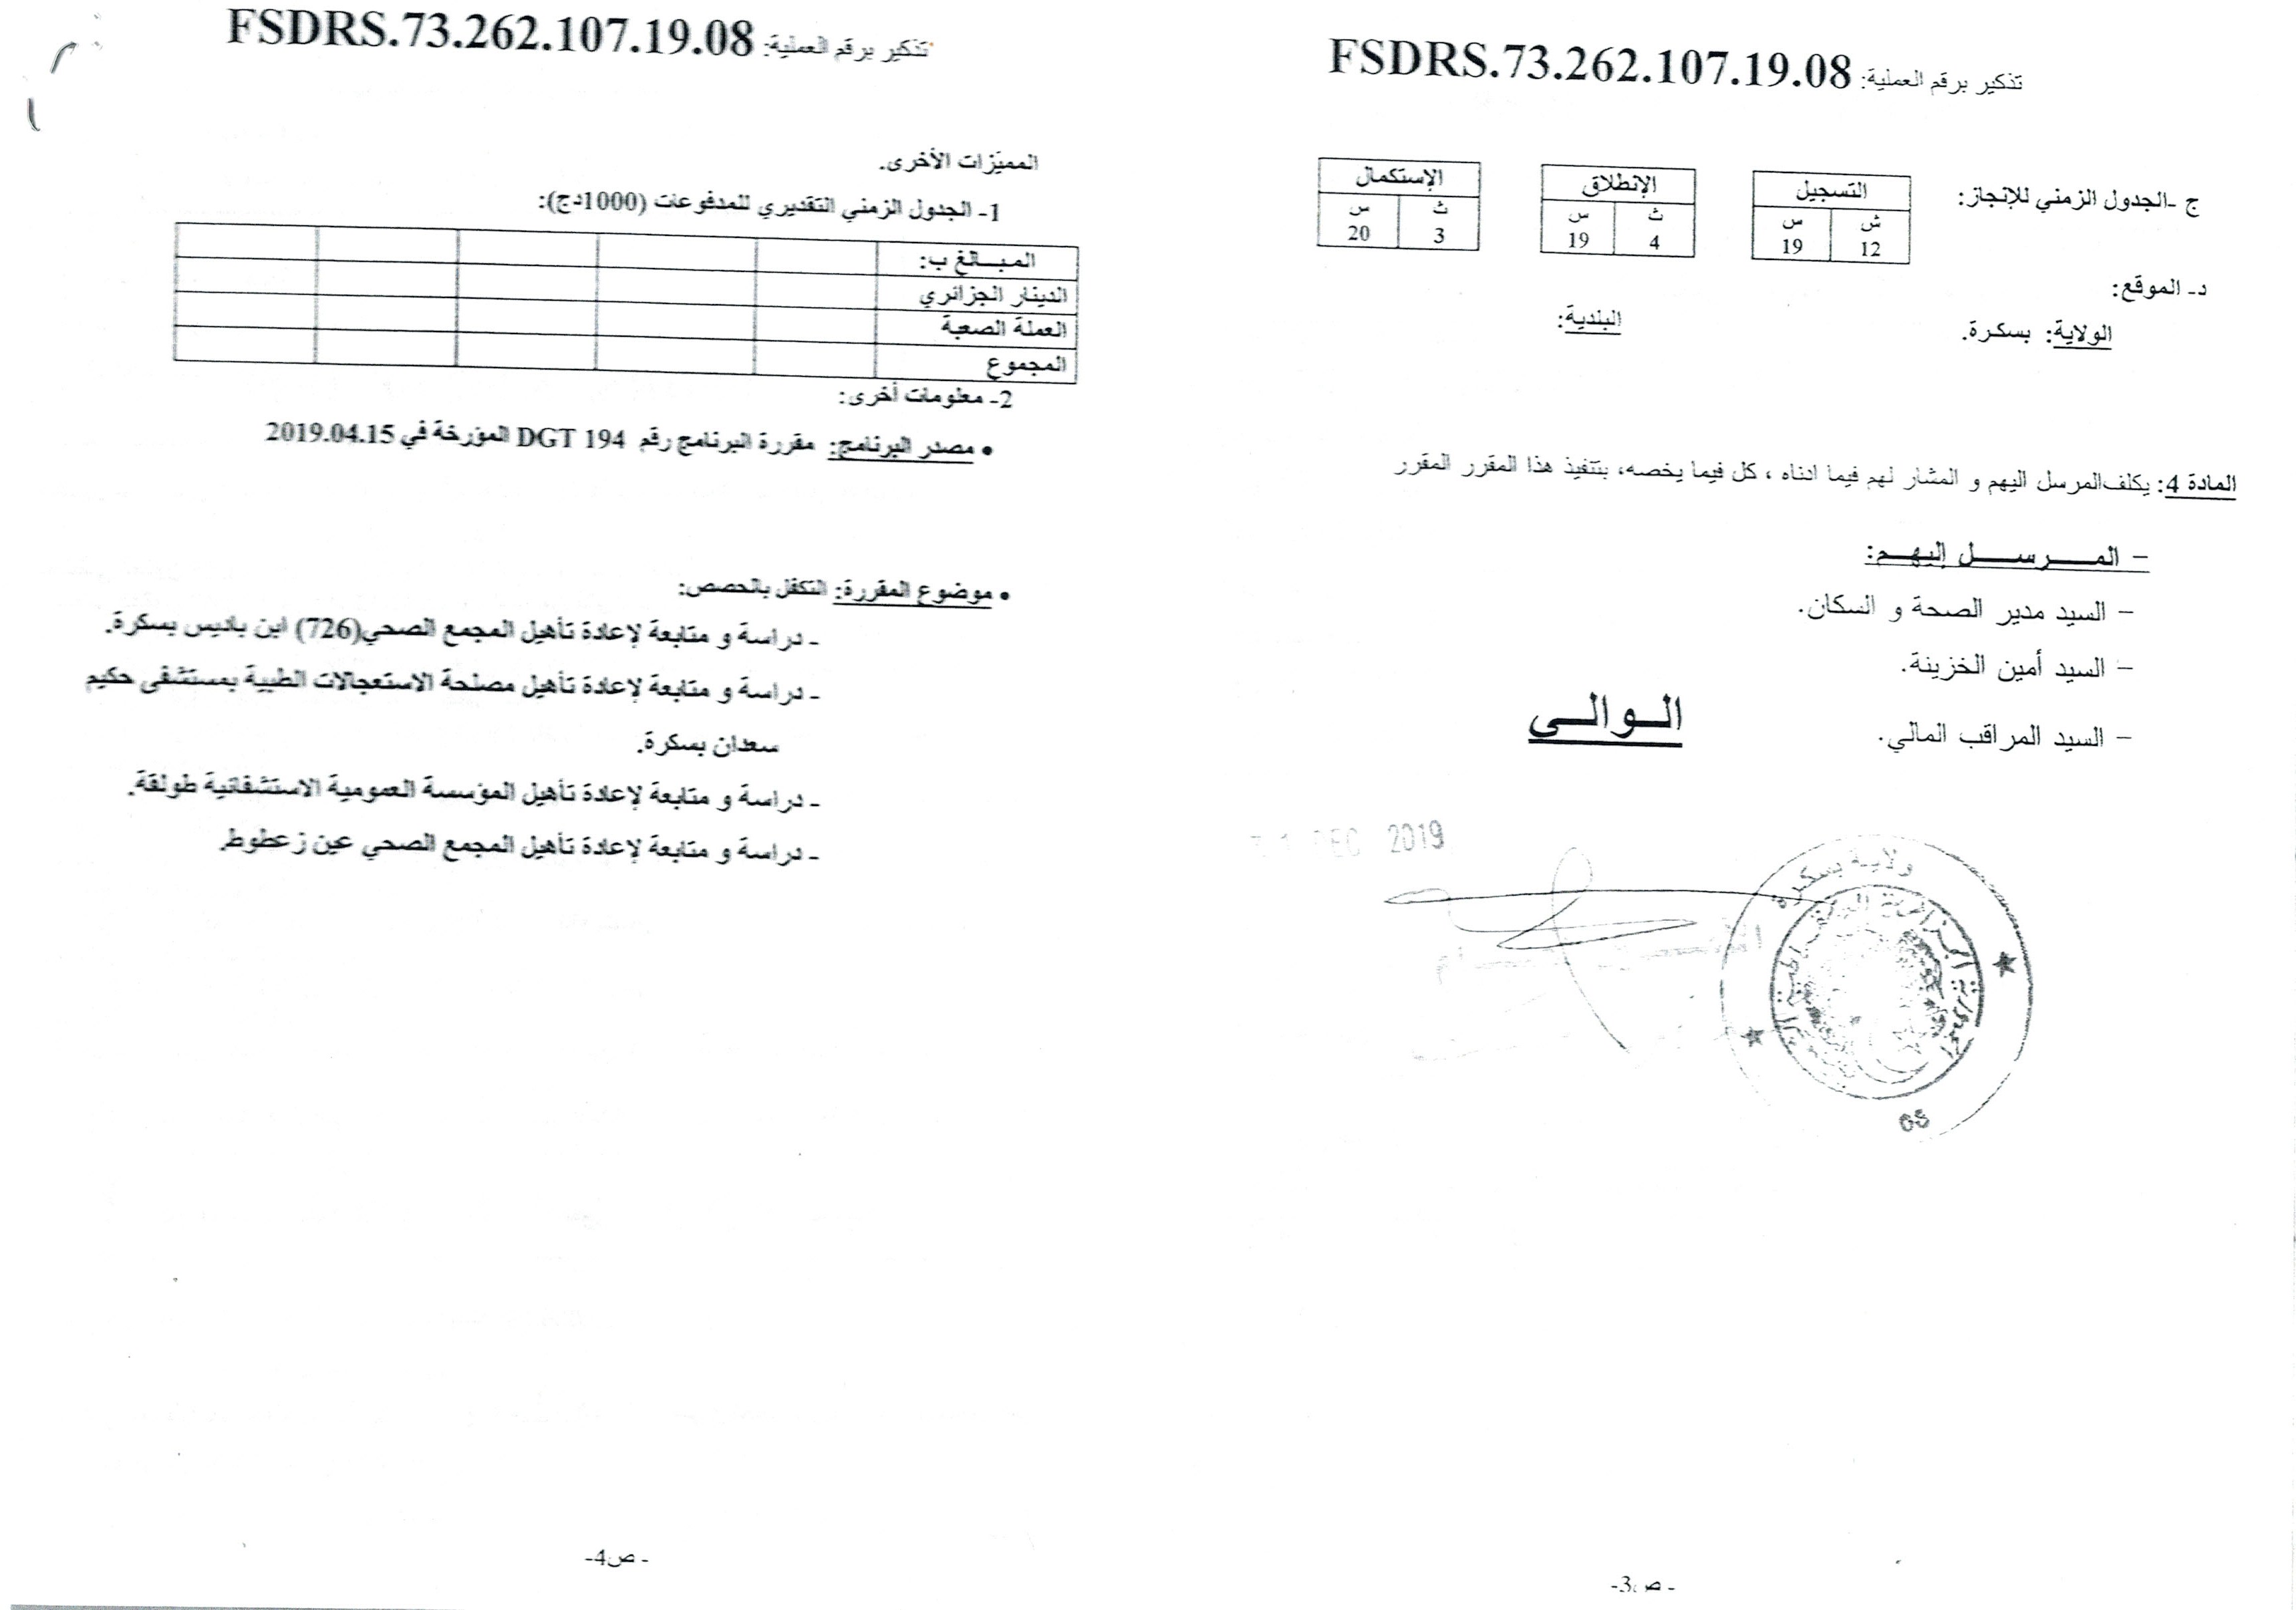 تذكير برقم العملية: FSDRS.73.262.107.19.08
ج -الجدول الزمني للإنجاز:
التسجيل
ش س
12 19
الإنطلاق
ث س
4 19
الإستكمال
ث س
3 20
د- الموقع:
الولاية: بسكرة. البلدية:
المادة 4: يكلف المرسل اليهم و المشار لهم فيما ادناه ، كل فيما يخصه، بتنفيذ هذا المقرر المقرر
– المـــرســـل إليهـم:
– السيد مدير الصحة و السكان.
– السيد أمين الخزينة.
– السيد المراقب المالي.
الـوالـي
DEC 2019
ولاية بسكرة
- ص3-
تذكير برقم العملية: FSDRS.73.262.107.19.08
المميّزات الأخرى.
1- الجدول الزمني التقديري للمدفوعات (1000دج):
المبـــالغ ب:
الدينار الجزائري
العملة الصعبة
المجموع
2- معلومات أخرى:
• مصدر البرنامج: مقررة البرنامج رقم DGT 194 المؤرخة في 2019.04.15
• موضوع المقررة: التكفل بالحصص:
- دراسة و متابعة لإعادة تأهيل المجمع الصحي(726) ابن باديس بسكرة.
- دراسة و متابعة لإعادة تأهيل مصلحة الاستعجالات الطبية بمستشفى حكيم
سعدان بسكرة.
- دراسة و متابعة لإعادة تأهيل المؤسسة العمومية الاستشفائية طولقة.
- دراسة و متابعة لإعادة تأهيل المجمع الصحي عين زعطوط.
- ص4-